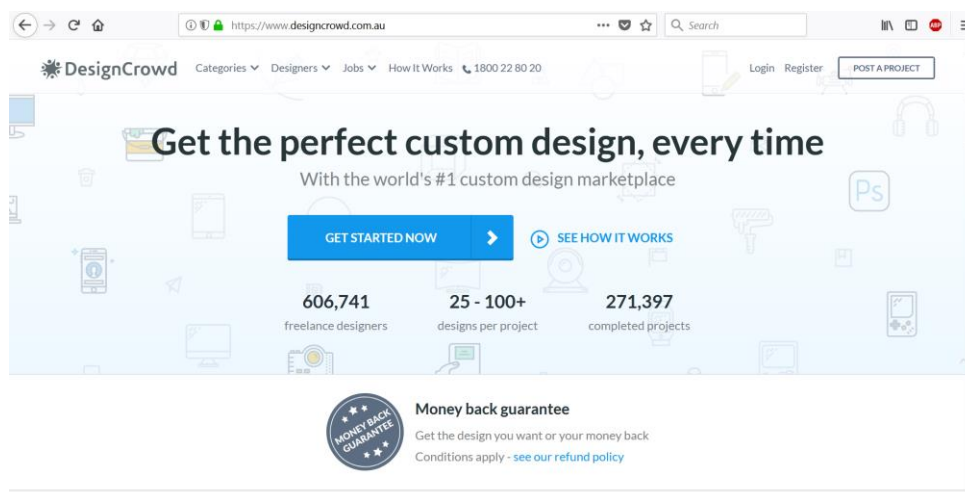 https://www.designcrowd.com.au
Search
ABP
DesignCrowd Categories Designers Jobs How It Works 1800 22 80 20 Login Register POST A PROJECT
Get the perfect custom design, every time
With the world's #1 custom design marketplace
Ps
GET STARTED NOW
SEE HOW IT WORKS
606,741 25 - 100+ 271,397
freelance designers designs per project completed projects
MONEY BACK
GUARANTEE
Money back guarantee
Get the design you want or your money back
Conditions apply - see our refund policy